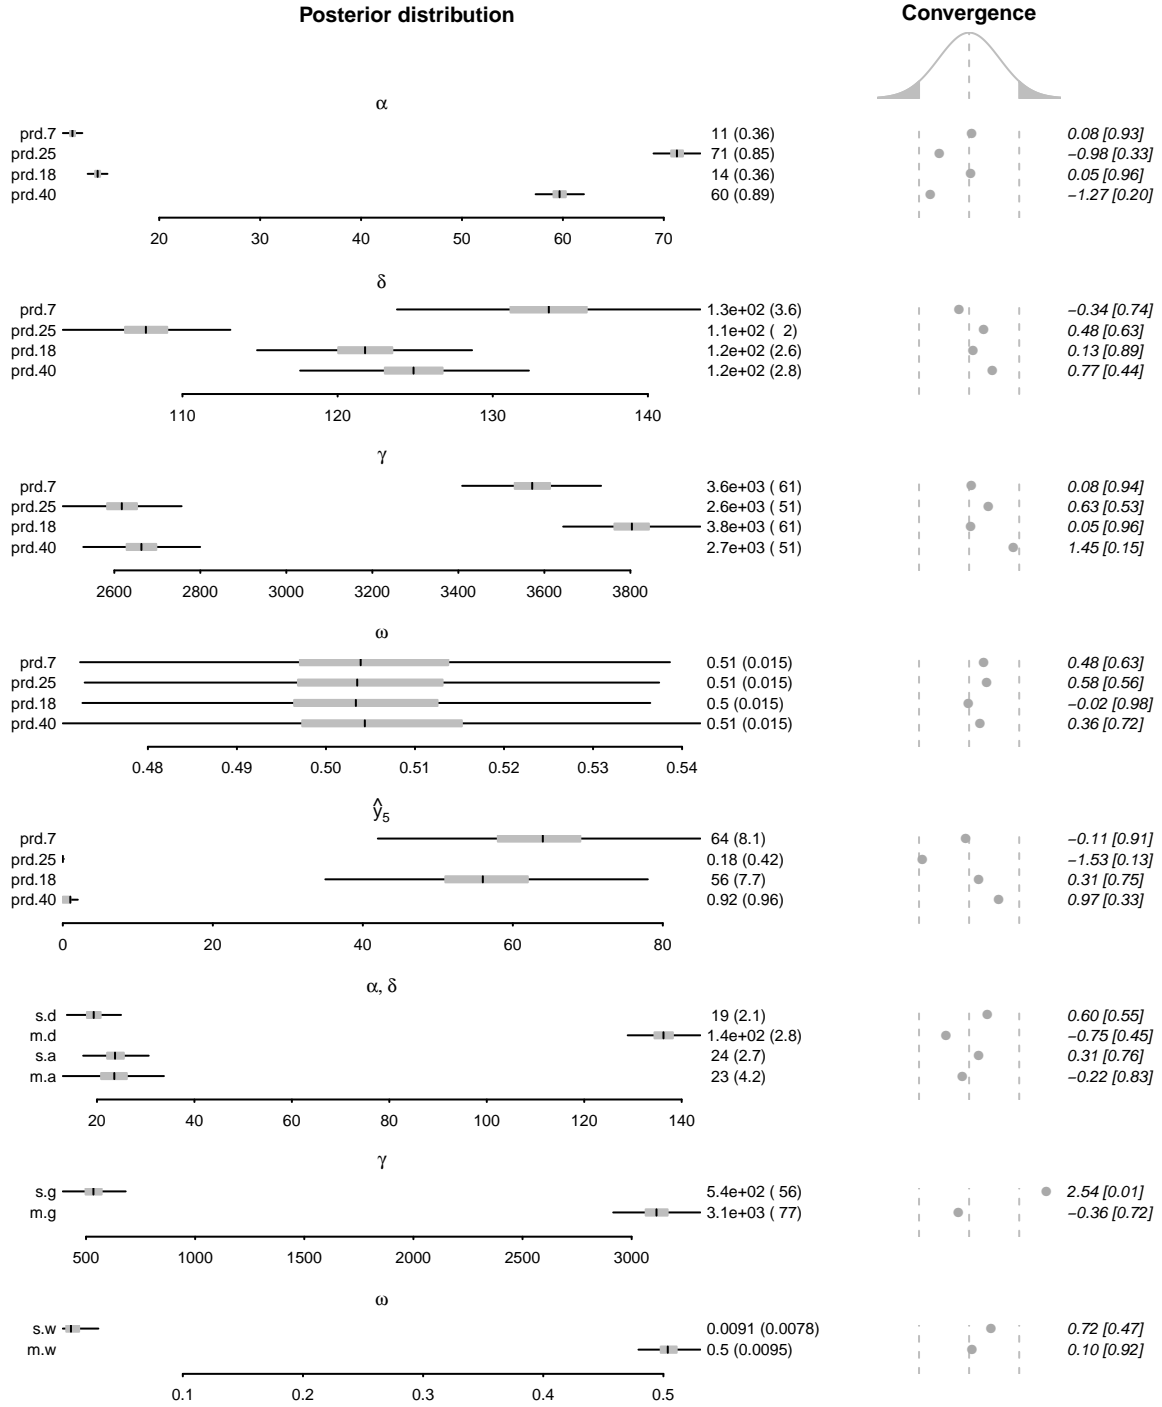 Posterior distribution Convergence
α
prd.7 11 (0.36) 0.08 [0.93]
prd.25 71 (0.85) −0.98 [0.33]
prd.18 14 (0.36) 0.05 [0.96]
prd.40 60 (0.89) −1.27 [0.20]
20 30 40 50 60 70
δ
prd.7 1.3e+02 (3.6) −0.34 [0.74]
prd.25 1.1e+02 ( 2) 0.48 [0.63]
prd.18 1.2e+02 (2.6) 0.13 [0.89]
prd.40 1.2e+02 (2.8) 0.77 [0.44]
110 120 130 140
γ
prd.7 3.6e+03 ( 61) 0.08 [0.94]
prd.25 2.6e+03 ( 51) 0.63 [0.53]
prd.18 3.8e+03 ( 61) 0.05 [0.96]
prd.40 2.7e+03 ( 51) 1.45 [0.15]
2600 2800 3000 3200 3400 3600 3800
ω
prd.7 0.51 (0.015) 0.48 [0.63]
prd.25 0.51 (0.015) 0.58 [0.56]
prd.18 0.5 (0.015) −0.02 [0.98]
prd.40 0.51 (0.015) 0.36 [0.72]
0.48 0.49 0.50 0.51 0.52 0.53 0.54
ŷ₅
prd.7 64 (8.1) −0.11 [0.91]
prd.25 0.18 (0.42) −1.53 [0.13]
prd.18 56 (7.7) 0.31 [0.75]
prd.40 0.92 (0.96) 0.97 [0.33]
0 20 40 60 80
α, δ
s.d 19 (2.1) 0.60 [0.55]
m.d 1.4e+02 (2.8) −0.75 [0.45]
s.a 24 (2.7) 0.31 [0.76]
m.a 23 (4.2) −0.22 [0.83]
20 40 60 80 100 120 140
γ
s.g 5.4e+02 ( 56) 2.54 [0.01]
m.g 3.1e+03 ( 77) −0.36 [0.72]
500 1000 1500 2000 2500 3000
ω
s.w 0.0091 (0.0078) 0.72 [0.47]
m.w 0.5 (0.0095) 0.10 [0.92]
0.1 0.2 0.3 0.4 0.5